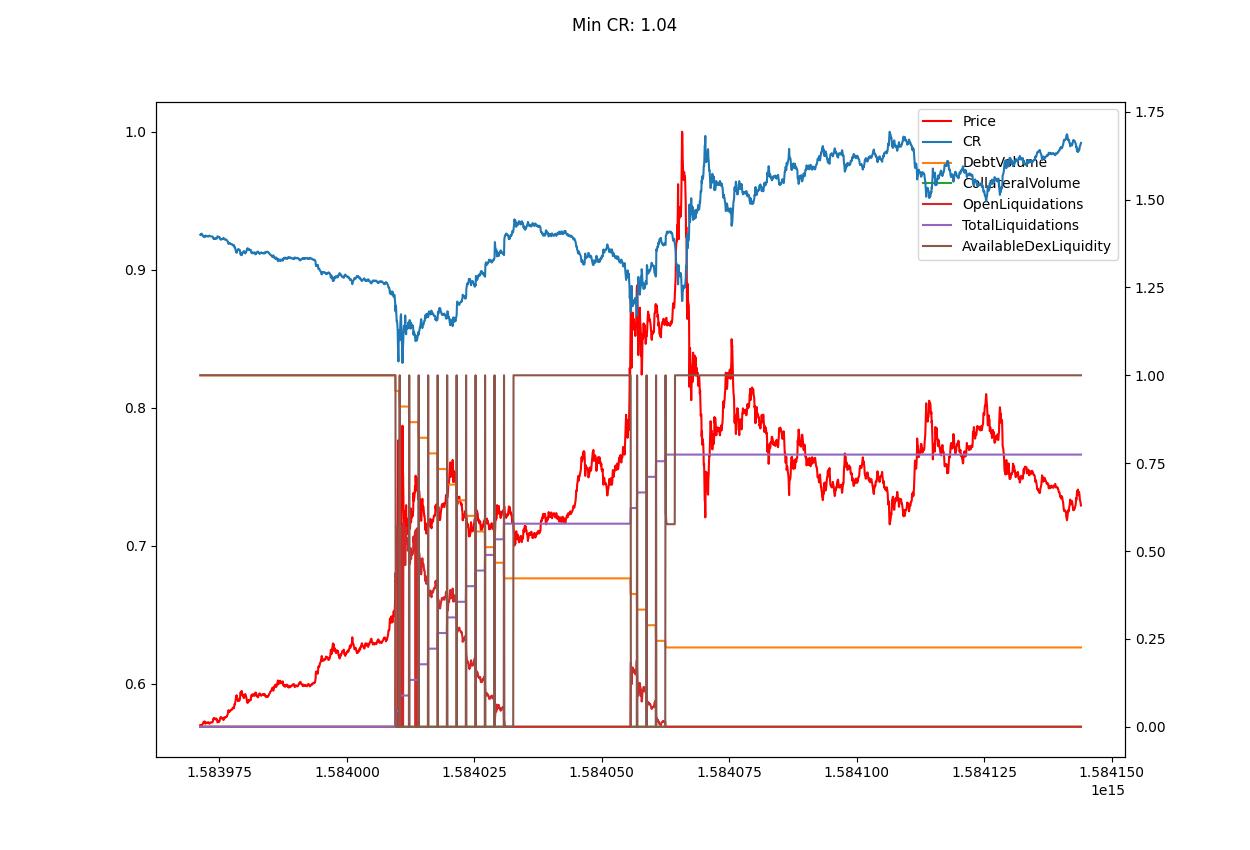 Min CR: 1.04
1.0
0.9
0.8
0.7
0.6
1.75
1.50
1.25
1.00
0.75
0.50
0.25
0.00
Price
CR
DebtVolume
CollateralVolume
OpenLiquidations
TotalLiquidations
AvailableDexLiquidity
1.583975 1.584000 1.584025 1.584050 1.584075 1.584100 1.584125 1.584150
1e15